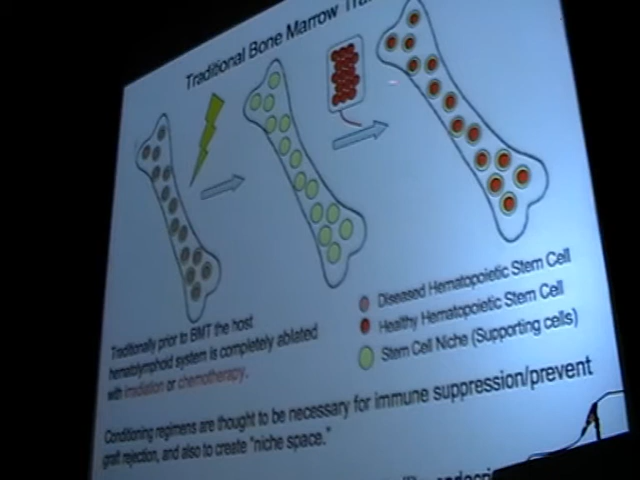 Traditional Bone Marrow
Diseased Hematopoietic Stem Cell
Healthy Hematopoietic Stem Cell
Stem Cell Niche (Supporting cells)
Traditionally prior to BMT the host
hematolymphoid system is completely ablated
with irradiation or chemotherapy.
Conditioning regimens are thought to be necessary for immune suppression/prevent
graft rejection, and also to create "niche space."